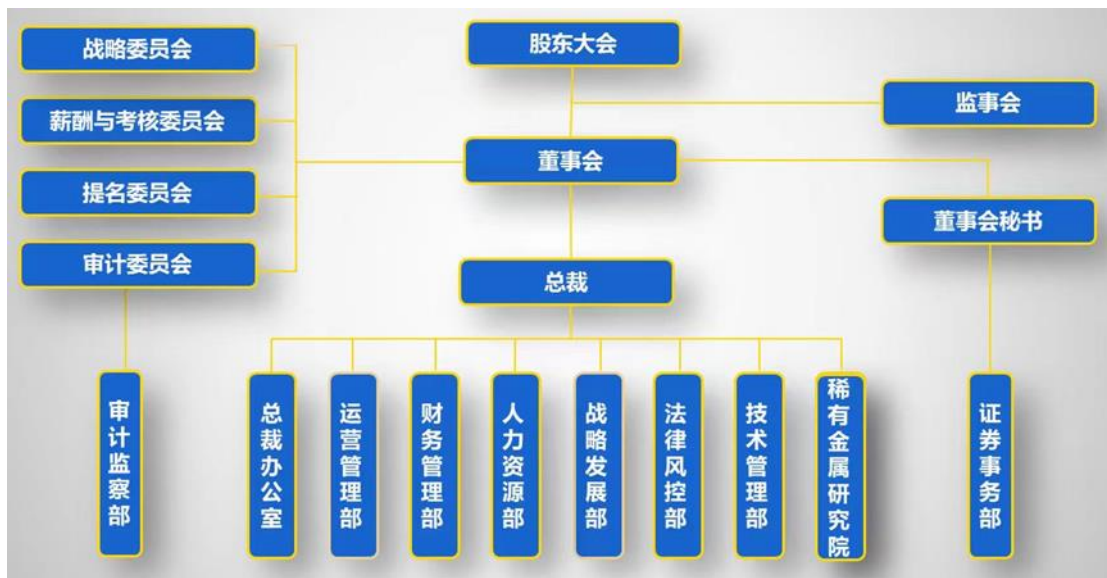 战略委员会
股东大会
薪酬与考核委员会
监事会
董事会
提名委员会
董事会秘书
审计委员会
总裁
审计监察部
总裁办公室
运营管理部
财务管理部
人力资源部
战略发展部
法律风控部
技术管理部
稀有金属研究院
证券事务部